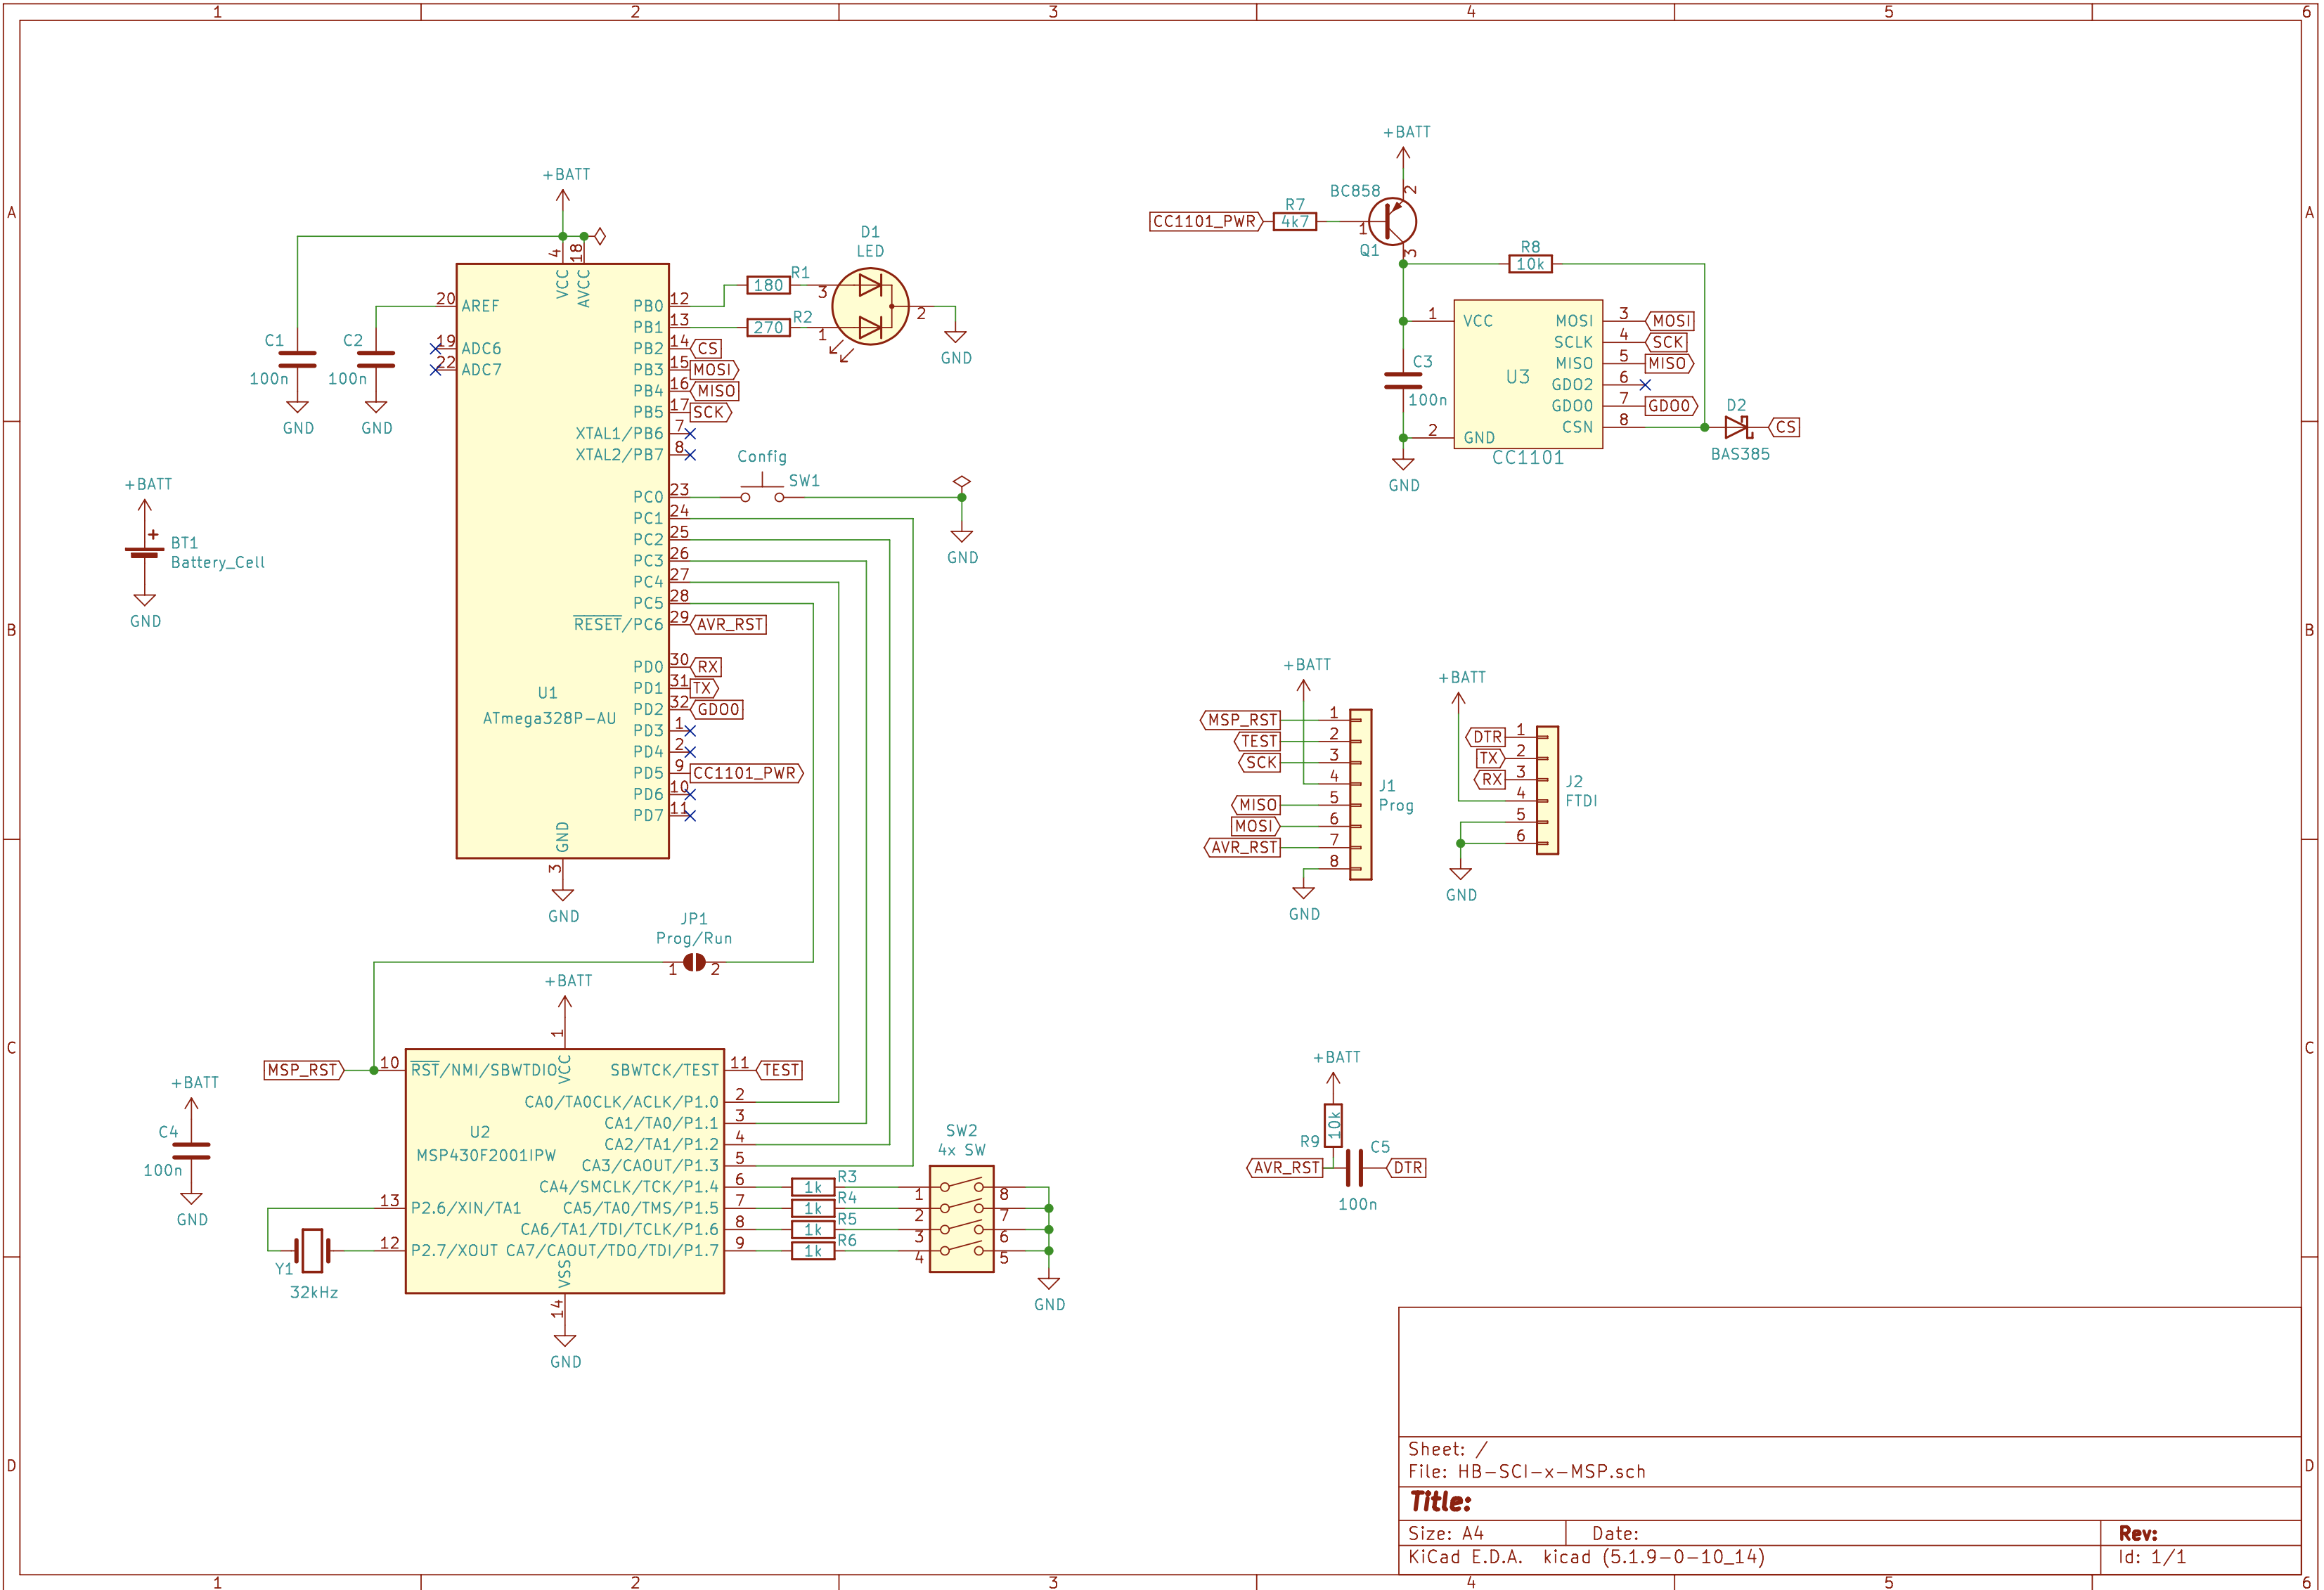 1 2 3 4 5 6
A
B
C
D
+BATT
4 VCC
18 AVCC
20 AREF
19 ADC6
22 ADC7
C1
100n
GND
C2
100n
GND
PB0 12
PB1 13
PB2 14 CS
PB3 15 MOSI
PB4 16 MISO
PB5 17 SCK
XTAL1/PB6 7
XTAL2/PB7 8
PC0 23
PC1 24
PC2 25
PC3 26
PC4 27
PC5 28
RESET/PC6 29 AVR_RST
PD0 30 RX
PD1 31 TX
PD2 32 GDO0
PD3 1
PD4 2
PD5 9 CC1101_PWR
PD6 10
PD7 11
U1
ATmega328P-AU
GND
3
GND
R1
180
R2
270
D1
LED
3
1
2
GND
Config
SW1
GND
+BATT
+
BT1
Battery_Cell
GND
+BATT
BC858
2
CC1101_PWR
R7
4k7
1
Q1
3
R8
10k
1 VCC
2 GND
MOSI 3 MOSI
SCLK 4 SCK
MISO 5 MISO
GDO2 6
GDO0 7 GDO0
CSN 8
U3
CC1101
C3
100n
GND
D2
BAS385
CS
+BATT
MSP_RST 1
TEST 2
SCK 3
4
MISO 5
MOSI 6
AVR_RST 7
8
J1
Prog
GND
+BATT
DTR 1
TX 2
RX 3
4
5
6
J2
FTDI
GND
JP1
Prog/Run
1 2
+BATT
1
VCC
MSP_RST 10 RST/NMI/SBWTDIO
SBWTCK/TEST 11 TEST
CA0/TA0CLK/ACLK/P1.0 2
CA1/TA0/P1.1 3
CA2/TA1/P1.2 4
CA3/CAOUT/P1.3 5
CA4/SMCLK/TCK/P1.4 6
CA5/TA0/TMS/P1.5 7
CA6/TA1/TDI/TCLK/P1.6 8
CA7/CAOUT/TDO/TDI/P1.7 9
U2
MSP430F2001IPW
13 P2.6/XIN/TA1
12 P2.7/XOUT
VSS
14
GND
+BATT
C4
100n
GND
Y1
32kHz
R3
1k
R4
1k
R5
1k
R6
1k
SW2
4x SW
1 8
2 7
3 6
4 5
GND
+BATT
R9
10k
C5
AVR_RST
DTR
100n
Sheet: /
File: HB-SCI-x-MSP.sch
Title:
Size: A4 Date: Rev:
KiCad E.D.A. kicad (5.1.9-0-10_14) Id: 1/1
A
B
C
D
1 2 3 4 5 6